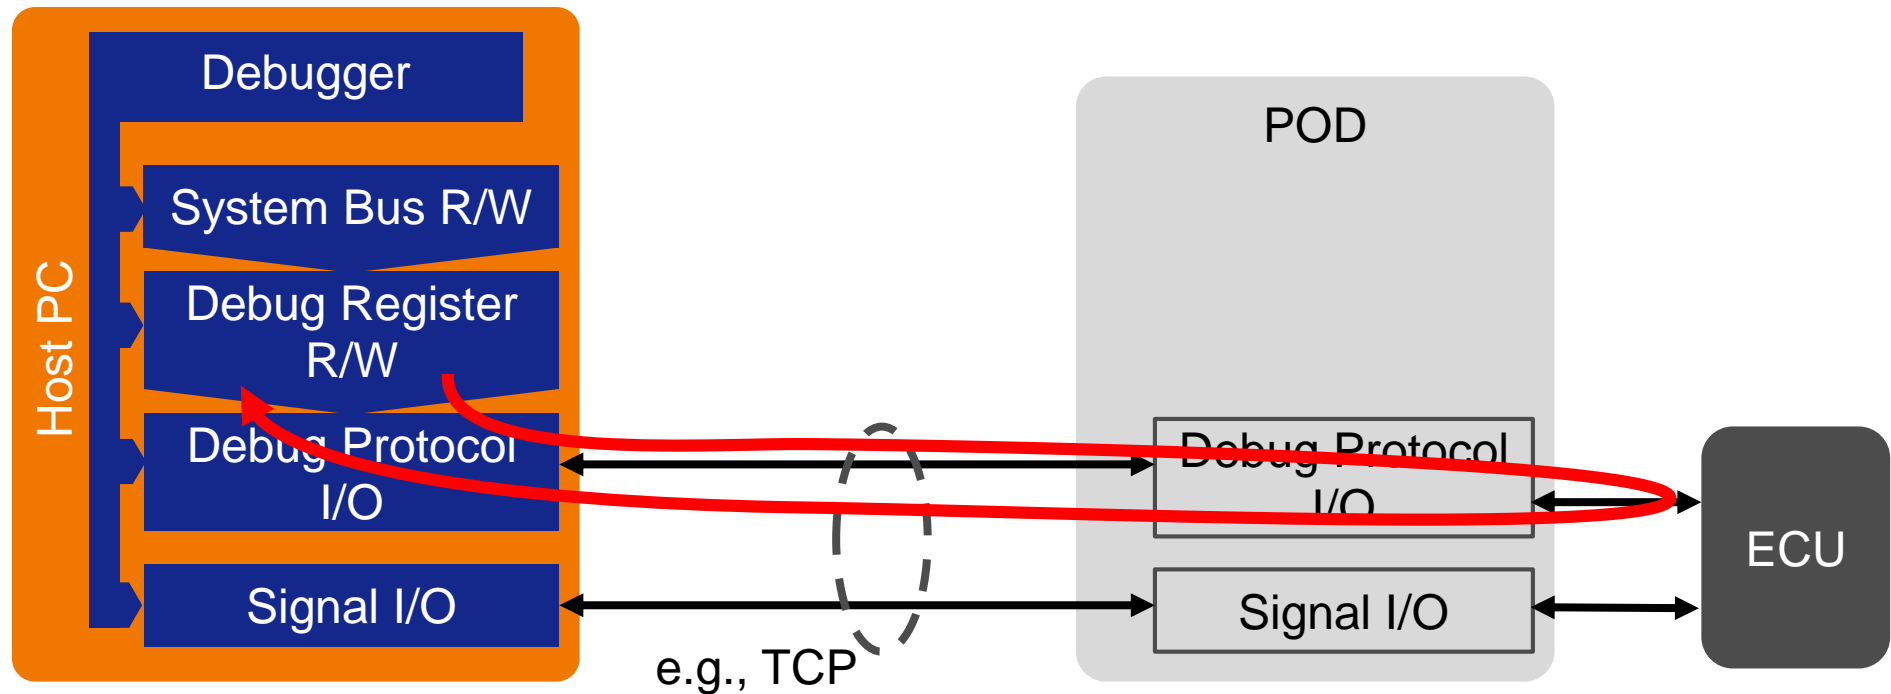 Debugger
System Bus R/W
Debug Register
R/W
Debug Protocol
I/O
Signal I/O
Host PC
e.g., TCP
POD
Debug Protocol
I/O
Signal I/O
ECU